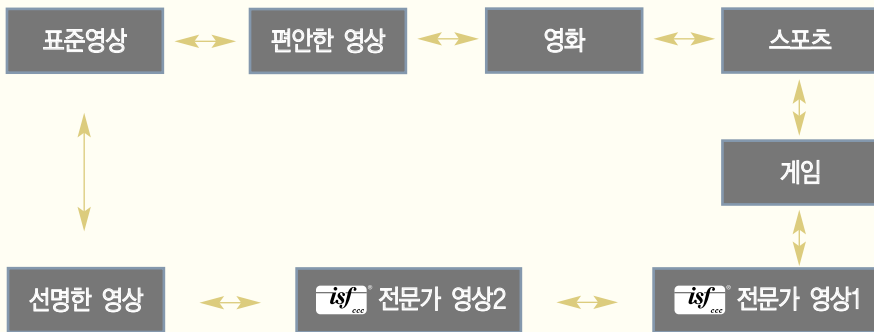 표준영상
편안한 영상
영화
스포츠
게임
선명한 영상
isf ccc ® 전문가 영상2
isf ccc ® 전문가 영상1